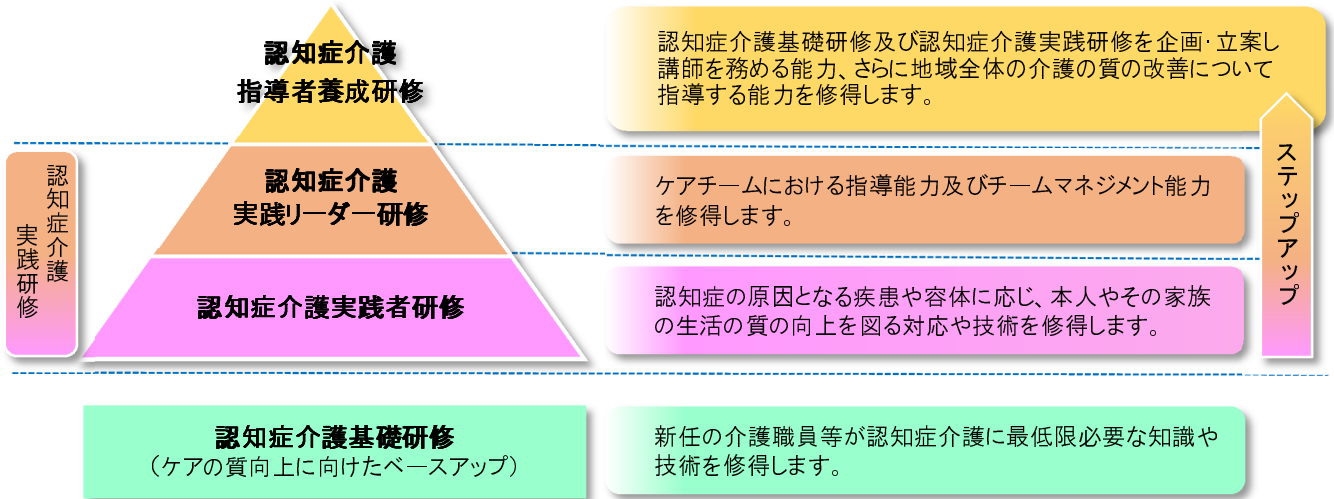 認知症介護
指導者養成研修
認知症介護基礎研修及び認知症介護実践研修を企画・立案し
講師を務める能力、さらに地域全体の介護の質の改善について
指導する能力を修得します。
認知症介護
実践研修
認知症介護
実践リーダー研修
ケアチームにおける指導能力及びチームマネジメント能力
を修得します。
ステップアップ
認知症介護実践者研修
認知症の原因となる疾患や容体に応じ、本人やその家族
の生活の質の向上を図る対応や技術を修得します。
認知症介護基礎研修
（ケアの質向上に向けたベースアップ）
新任の介護職員等が認知症介護に最低限必要な知識や
技術を修得します。